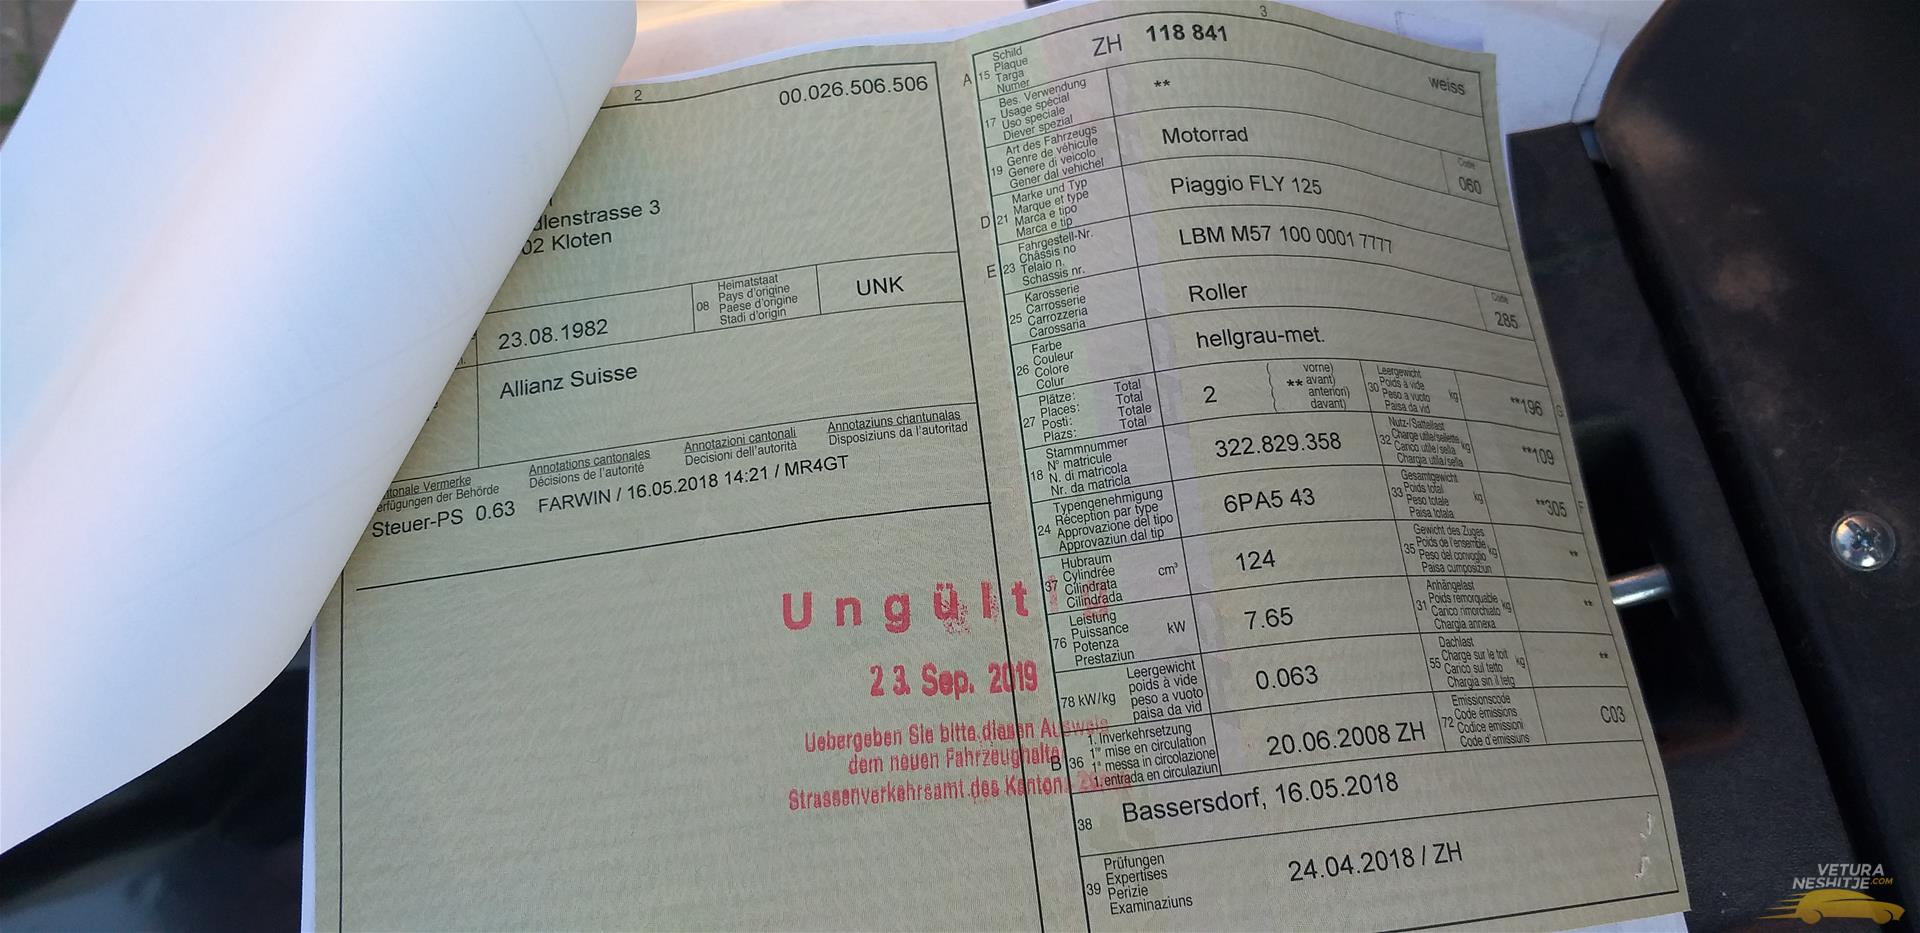 2
00.026.506.506
lenstrasse 3
02 Kloten
23.08.1982
08
Heimatstaat
Pays d'origine
Paese d'origine
Stadi d'origin
UNK
Allianz Suisse
tonale Vermerke
erfügungen der Behörde
Annotations cantonales
Décisions de l'autorité
Annotazioni cantonali
Decisioni dell'autorità
Annotaziuns chantunalas
Disposiziuns da l'autoritad
Steuer-PS 0.63 FARWIN / 16.05.2018 14:21 / MR4GT
Ungült
23. Sep. 2019
Uebergeben Sie bitte diesen Ausweis
dem neuen Fahrzeughalte
Strassenverkehrsamt des Kantons
3
A 15
Schild
Plaque
Targa
Numer
ZH 118 841
weiss
17
Bes. Verwendung
Usage spécial
Uso speciale
Diever spezial
**
19
Art des Fahrzeugs
Genre de véhicule
Genere di veicolo
Gener dal vehichel
Motorrad
Code
060
D 21
Marke und Typ
Marque et type
Marca e tipo
Marca e tip
Piaggio FLY 125
E 23
Fahrgestell-Nr.
Châssis no
Telaio n.
Schassis nr.
LBM M57 100 0001 7777
25
Karosserie
Carrosserie
Carrozzeria
Carossaria
Roller
Code
285
26
Farbe
Couleur
Colore
Colur
hellgrau-met.
27
Plätze: Total
Places: Total
Posti: Totale
Plazs: Total
2
vorne)
** avant)
anteriori)
davant)
30
Leergewicht
Poids à vide
Peso a vuoto
Paisa da vid
kg
**196
G
18
Stammnummer
N° matricule
N. di matricola
Nr. da matricla
322.829.358
32
Nutz-/Sattellast
Charge utile/sellette
Carico utile/sella
Chargia utila/sella
kg
**109
24
Typengenehmigung
Réception par type
Approvazione del tipo
Approvaziun dal tip
6PA5 43
33
Gesamtgewicht
Poids total
Peso totale
Paisa totala
kg
**305
F
37
Hubraum
Cylindrée
Cilindrata
Cilindrada
cm³
124
35
Gewicht des Zuges
Poids de l'ensemble
Peso del convoglio
Paisa cumposiziun
kg
**
76
Leistung
Puissance
Potenza
Prestaziun
kW
7.65
31
Anhängelast
Poids remorquable
Carico rimorchiato
Chargia annexa
kg
**
78 kW/kg
Leergewicht
poids à vide
peso a vuoto
paisa da vid
0.063
55
Dachlast
Charge sur le toit
Carico sul tetto
Chargia sin il tetg
kg
**
B 36
1. Inverkehrsetzung
1re mise en circulation
1a messa in circolazione
1. entrada en circulaziun
20.06.2008 ZH
72
Emissionscode
Code émissions
Codice emissioni
Code d'emissiuns
C03
38
Bassersdorf, 16.05.2018
39
Prüfungen
Expertises
Perizie
Examinaziuns
24.04.2018 / ZH
VETURA
NESHITJE.COM